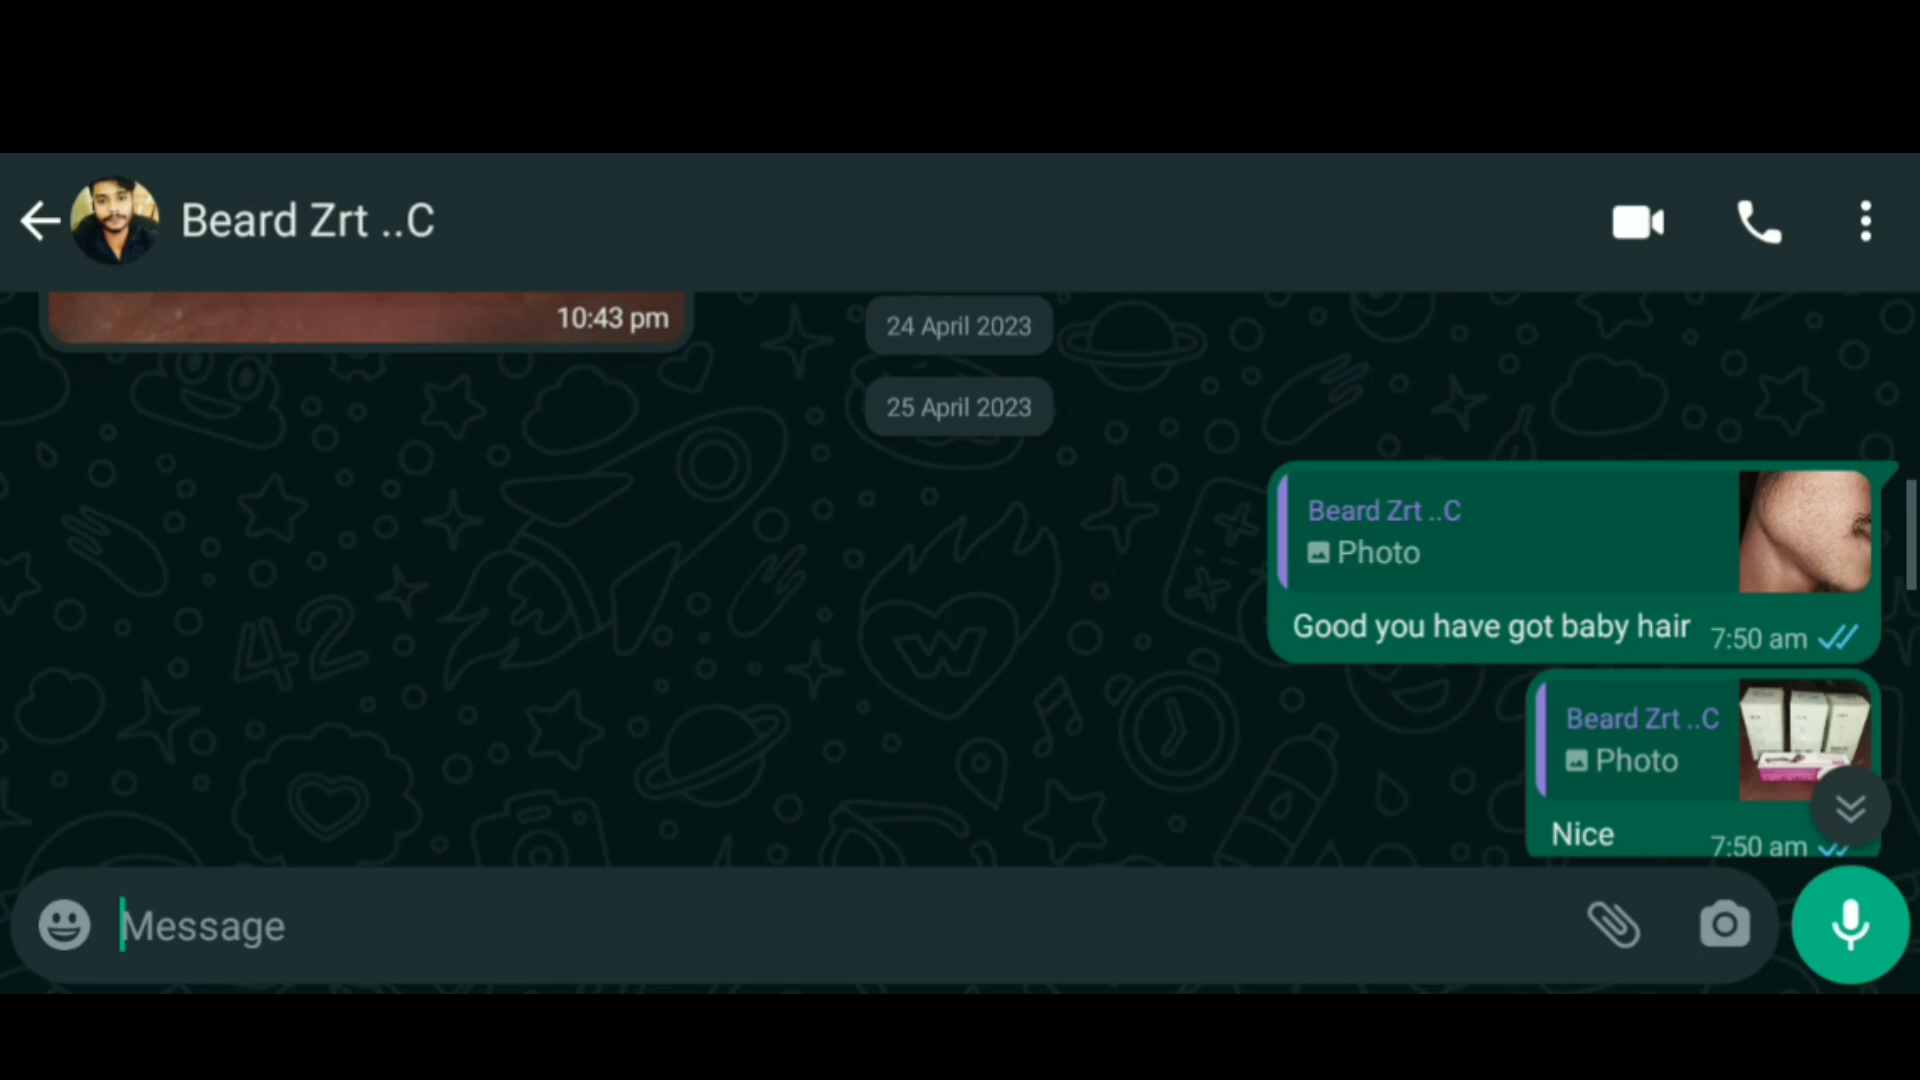 Beard Zrt ..C
10:43 pm
24 April 2023
25 April 2023
Beard Zrt ..C
Photo
Good you have got baby hair 7:50 am
Beard Zrt ..C
Photo
Nice 7:50 am
Message